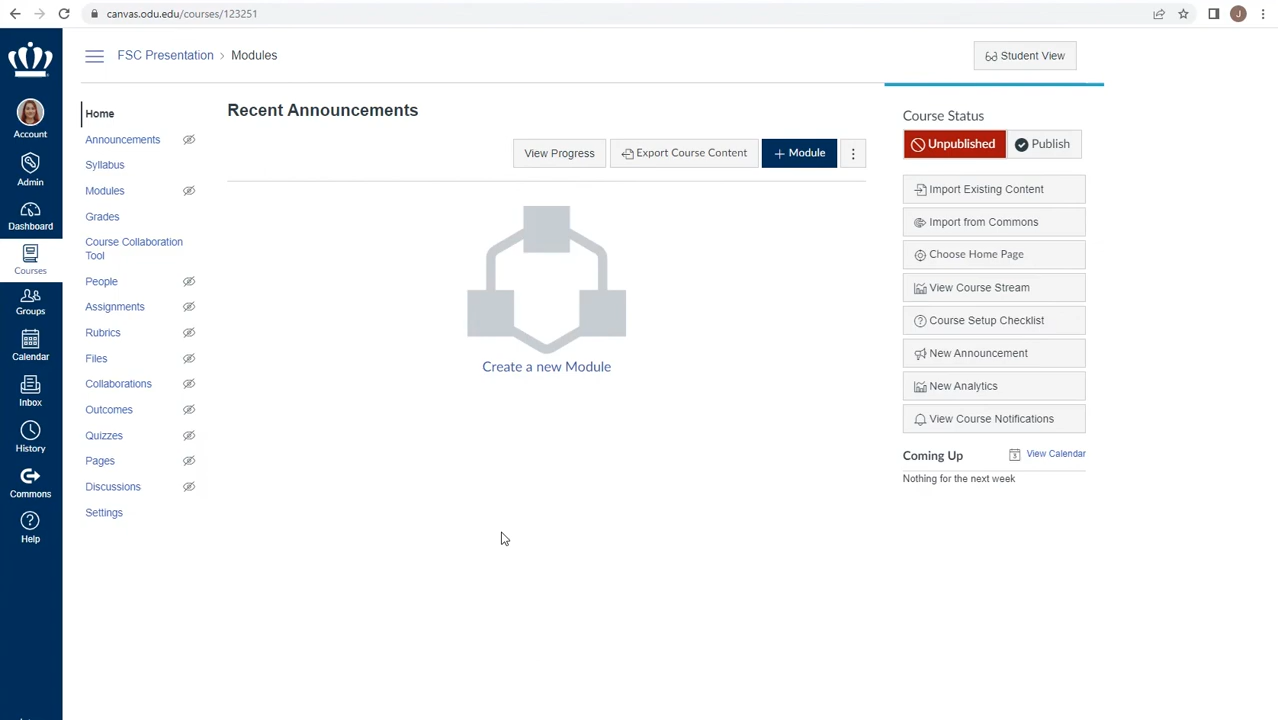 canvas.odu.edu/courses/123251
J
FSC Presentation › Modules
Student View
Account
Admin
Dashboard
Courses
Groups
Calendar
Inbox
History
Commons
Help
Home
Announcements
Syllabus
Modules
Grades
Course Collaboration
Tool
People
Assignments
Rubrics
Files
Collaborations
Outcomes
Quizzes
Pages
Discussions
Settings
Recent Announcements
View Progress
Export Course Content
+ Module
Create a new Module
Course Status
Unpublished
Publish
Import Existing Content
Import from Commons
Choose Home Page
View Course Stream
Course Setup Checklist
New Announcement
New Analytics
View Course Notifications
Coming Up
View Calendar
Nothing for the next week